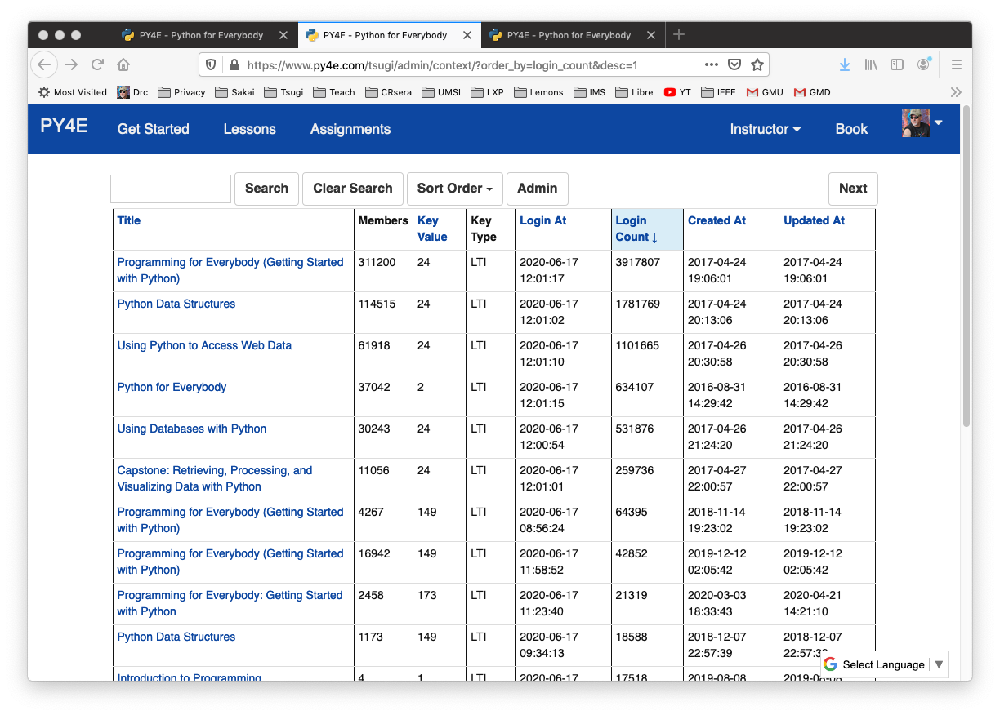 PY4E - Python for Everybody PY4E - Python for Everybody PY4E - Python for Everybody
https://www.py4e.com/tsugi/admin/context/?order_by=login_count&desc=1
Most Visited Drc Privacy Sakai Tsugi Teach CRsera UMSI LXP Lemons IMS Libre YT IEEE GMU GMD
PY4E Get Started Lessons Assignments Instructor Book
Search Clear Search Sort Order Admin Next
Title Members Key Key Login At Login Created At Updated At
Value Type Count ↓
Programming for Everybody (Getting Started 311200 24 LTI 2020-06-17 3917807 2017-04-24 2017-04-24
with Python) 12:01:17 19:06:01 19:06:01
Python Data Structures 114515 24 LTI 2020-06-17 1781769 2017-04-24 2017-04-24
12:01:02 20:13:06 20:13:06
Using Python to Access Web Data 61918 24 LTI 2020-06-17 1101665 2017-04-26 2017-04-26
12:01:10 20:30:58 20:30:58
Python for Everybody 37042 2 LTI 2020-06-17 634107 2016-08-31 2016-08-31
12:01:15 14:29:42 14:29:42
Using Databases with Python 30243 24 LTI 2020-06-17 531876 2017-04-26 2017-04-26
12:00:54 21:24:20 21:24:20
Capstone: Retrieving, Processing, and 11056 24 LTI 2020-06-17 259736 2017-04-27 2017-04-27
Visualizing Data with Python 12:01:01 22:00:57 22:00:57
Programming for Everybody (Getting Started 4267 149 LTI 2020-06-17 64395 2018-11-14 2018-11-14
with Python) 08:56:24 19:23:02 19:23:02
Programming for Everybody (Getting Started 16942 149 LTI 2020-06-17 42852 2019-12-12 2019-12-12
with Python) 11:58:52 02:05:42 02:05:42
Programming for Everybody: Getting Started 2458 173 LTI 2020-06-17 21319 2020-03-03 2020-04-21
with Python 11:23:40 18:33:43 14:21:10
Python Data Structures 1173 149 LTI 2020-06-17 18588 2018-12-07 2018-12-07
09:34:13 22:57:39
Select Language
Introduction to Programming 4 1 LTI 2020-06-17 17518 2019-08-08